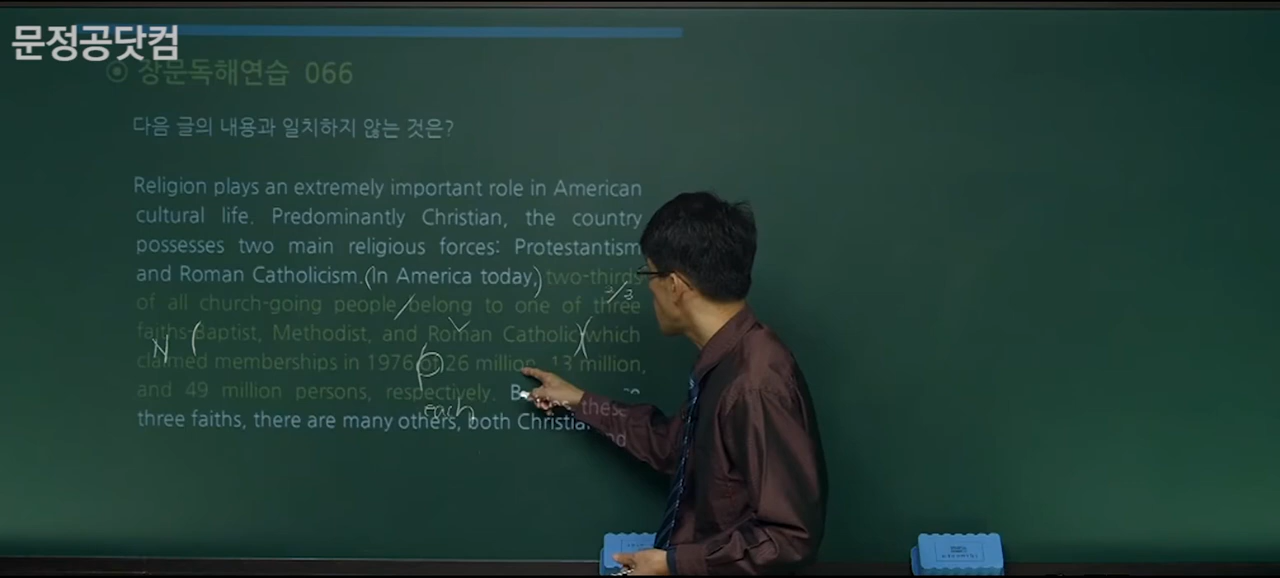 문정공닷컴
장문독해연습 066
다음 글의 내용과 일치하지 않는 것은?
Religion plays an extremely important role in American
cultural life. Predominantly Christian, the country
possesses two main religious forces: Protestantism
and Roman Catholicism. (In America today,) two-thirds
2/3
of all church-going people / belong to one of three
faiths-Baptist, Methodist, and Roman Catholic which
N
claimed memberships in 1976 of 26 million, 13 million,
p
and 49 million persons, respectively.
each
these
three faiths, there are many others, both Christian